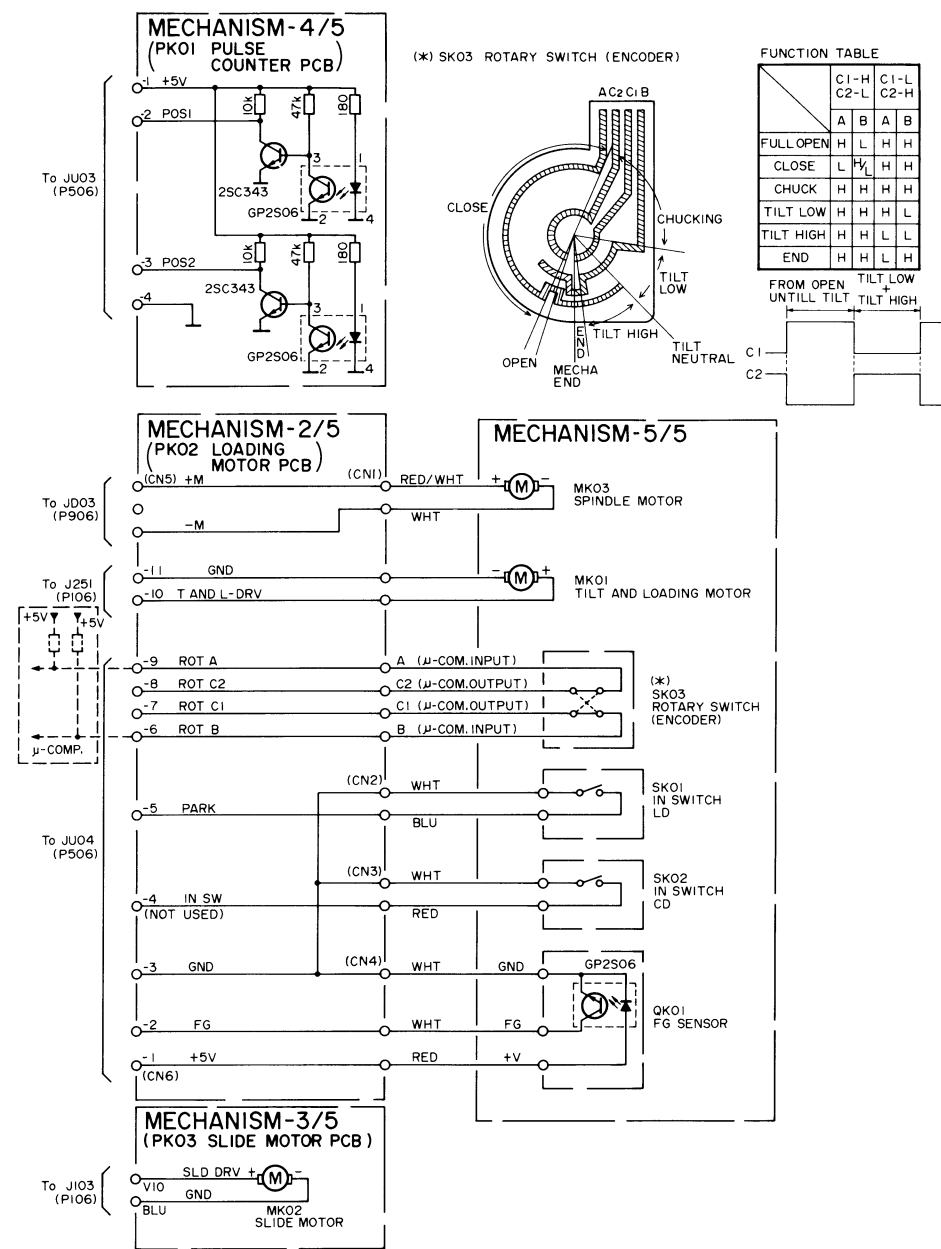 MECHANISM-4/5
(PK01 PULSE
COUNTER PCB)
-1 +5V
-2 POS1
10k
47k
180
3
1
2SC343
GP2S06
2
4
To JU03
(P506)
10k
47k
180
-3 POS2
2SC343
3
1
-4
GP2S06
2
4
(*) SK03 ROTARY SWITCH (ENCODER)
A C2 C1 B
CLOSE
CHUCKING
TILT
LOW
TILT HIGH
TILT
NEUTRAL
OPEN
MECHA
END
END
FUNCTION TABLE
C1-H C1-L
C2-L C2-H
A B A B
FULL OPEN H L H H
CLOSE L H/L H H
CHUCK H H H H
TILT LOW H H H L
TILT HIGH H H L L
END H H L H
FROM OPEN
UNTILL TILT
TILT LOW
+
TILT HIGH
C1
C2
MECHANISM-2/5
(PK02 LOADING
MOTOR PCB)
MECHANISM-5/5
(CN5) +M
(CN1)
RED/WHT
+ M -
MK03
SPINDLE MOTOR
To JD03
(P906)
WHT
-M
-11 GND
- M +
MK01
TILT AND LOADING MOTOR
To J251
(P106)
-10 T AND L-DRV
+5V
+5V
-9 ROT A
A (μ-COM.INPUT)
-8 ROT C2
C2 (μ-COM.OUTPUT)
-7 ROT C1
C1 (μ-COM.OUTPUT)
-6 ROT B
B (μ-COM.INPUT)
(*)
SK03
ROTARY SWITCH
(ENCODER)
μ-COMP.
(CN2)
WHT
-5 PARK
BLU
SK01
IN SWITCH
LD
To JU04
(P506)
(CN3)
WHT
-4 IN SW
(NOT USED)
RED
SK02
IN SWITCH
CD
-3 GND
(CN4)
WHT
GND
GP2S06
-2 FG
WHT
FG
QK01
FG SENSOR
-1 +5V
(CN6)
RED
+V
MECHANISM-3/5
(PK03 SLIDE MOTOR PCB)
To J103
(P106)
SLD DRV
+ M -
V10
GND
BLU
MK02
SLIDE MOTOR